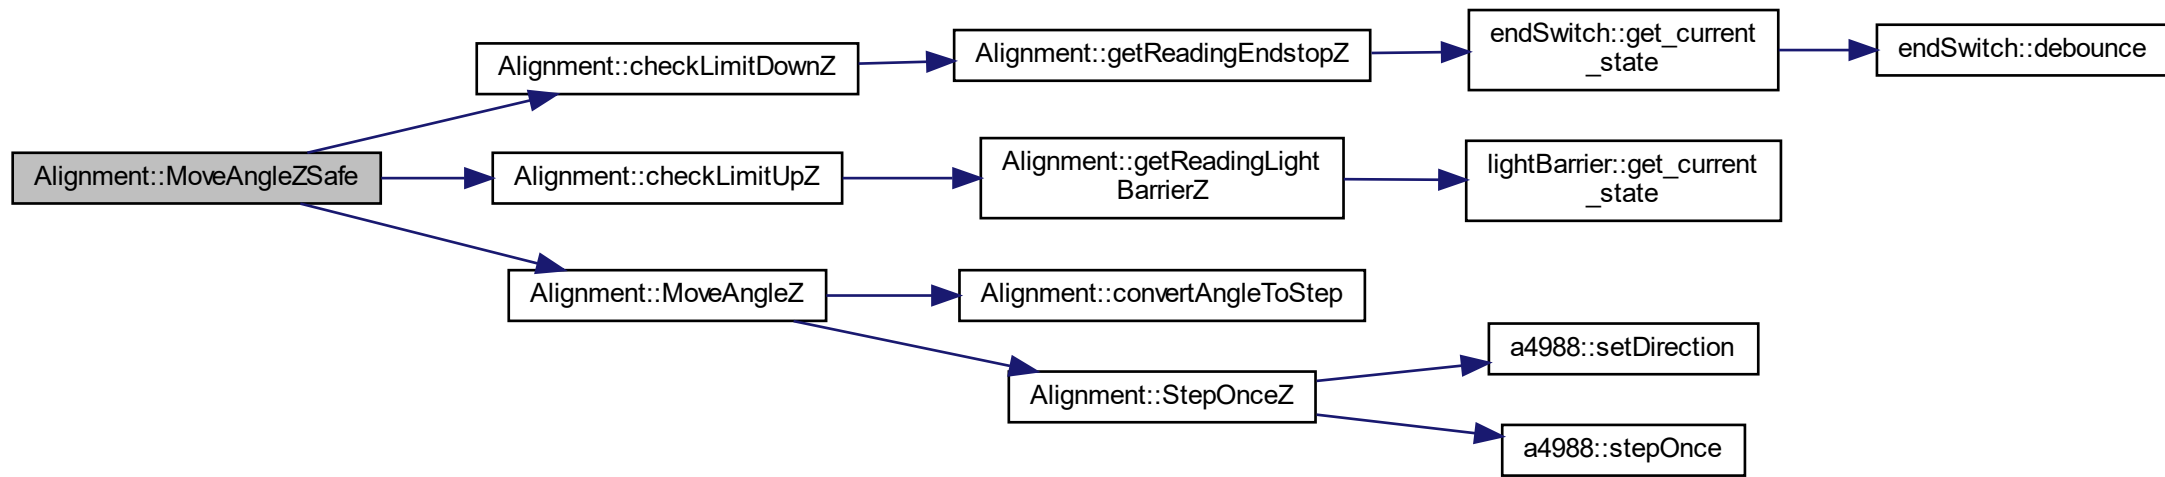 Alignment::MoveAngleZSafe
Alignment::checkLimitDownZ
Alignment::getReadingEndstopZ
endSwitch::get_current
_state
endSwitch::debounce
Alignment::checkLimitUpZ
Alignment::getReadingLight
BarrierZ
lightBarrier::get_current
_state
Alignment::MoveAngleZ
Alignment::convertAngleToStep
Alignment::StepOnceZ
a4988::setDirection
a4988::stepOnce